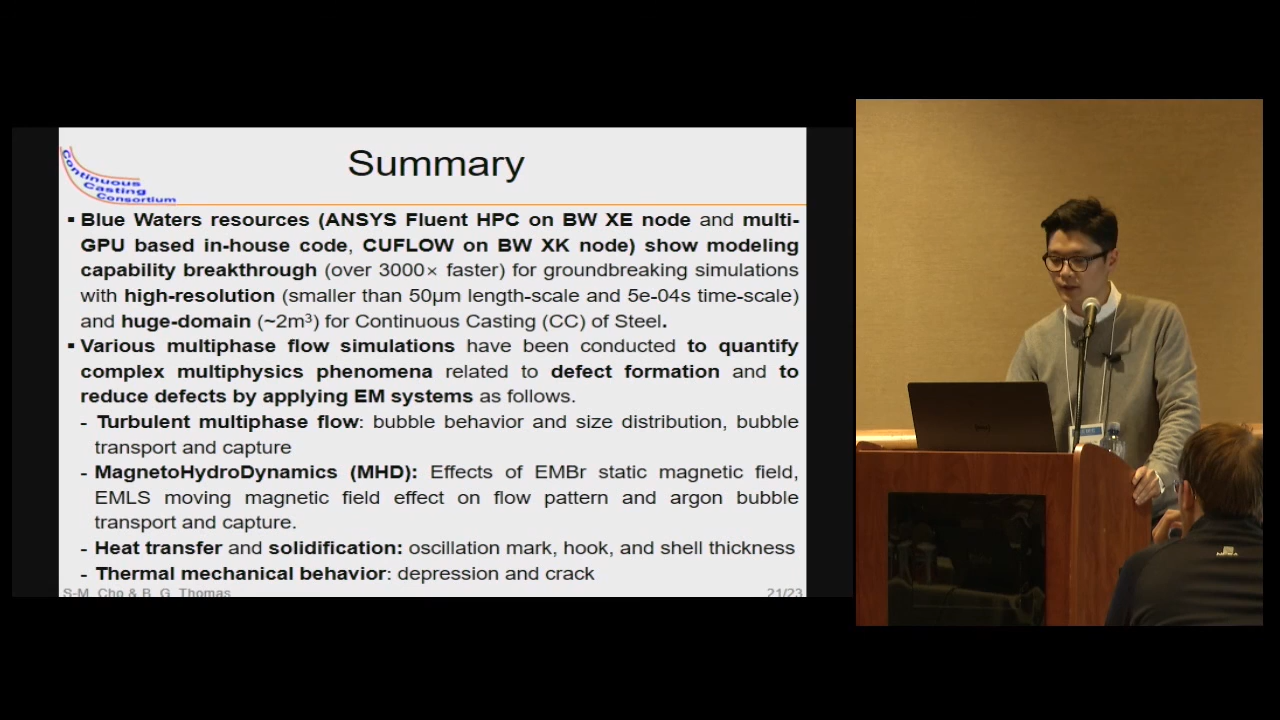 Continuous
Casting
Consortium
Summary
▪ Blue Waters resources (ANSYS Fluent HPC on BW XE node and multi-
GPU based in-house code, CUFLOW on BW XK node) show modeling
capability breakthrough (over 3000× faster) for groundbreaking simulations
with high-resolution (smaller than 50µm length-scale and 5e-04s time-scale)
and huge-domain (~2m³) for Continuous Casting (CC) of Steel.
▪ Various multiphase flow simulations have been conducted to quantify
complex multiphysics phenomena related to defect formation and to
reduce defects by applying EM systems as follows.
- Turbulent multiphase flow: bubble behavior and size distribution, bubble
transport and capture
- MagnetoHydroDynamics (MHD): Effects of EMBr static magnetic field,
EMLS moving magnetic field effect on flow pattern and argon bubble
transport and capture.
- Heat transfer and solidification: oscillation mark, hook, and shell thickness
- Thermal mechanical behavior: depression and crack
S-M. Cho & B. G. Thomas
21/23